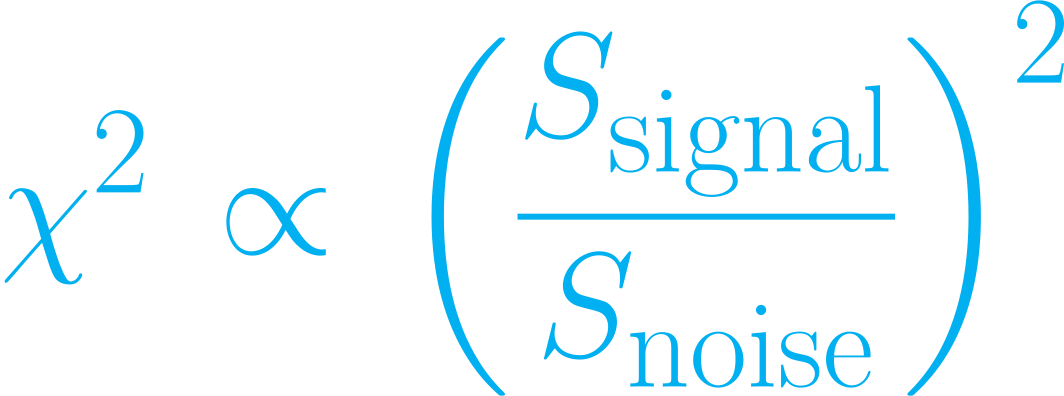 χ² ∝ (S_signal / S_noise)²